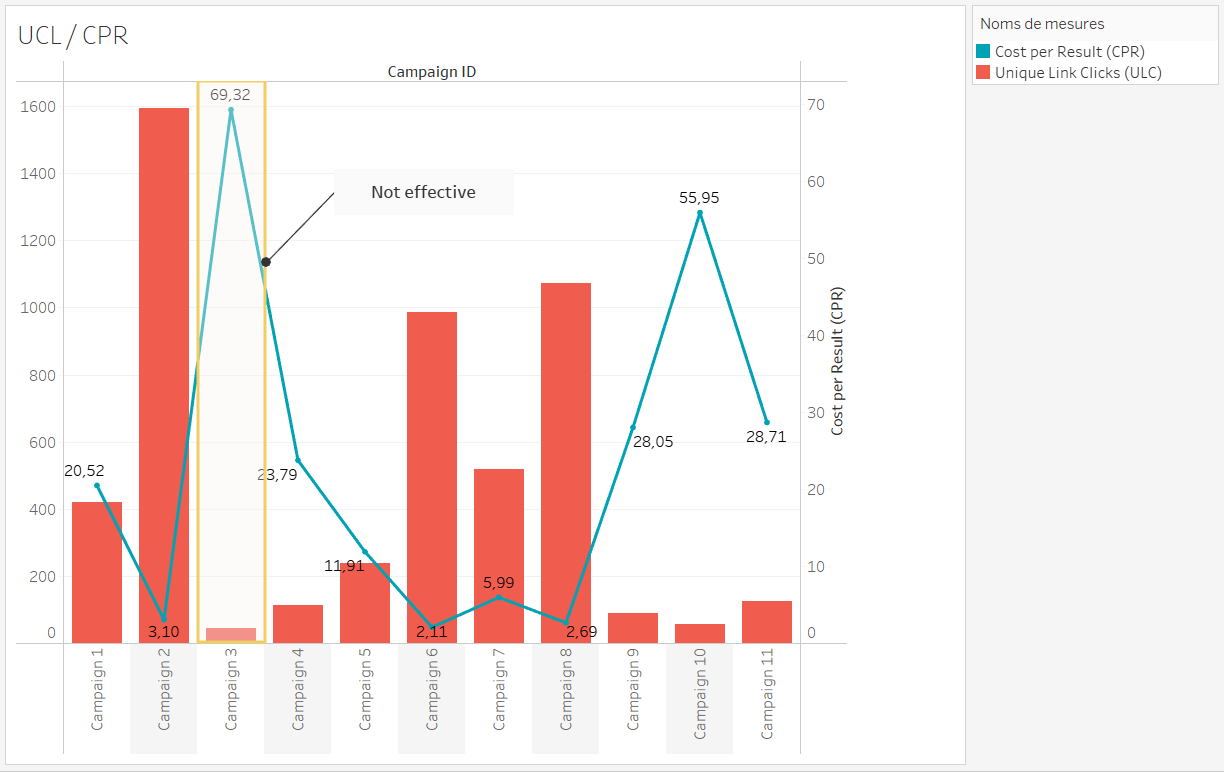 UCL / CPR
Noms de mesures
Cost per Result (CPR)
Unique Link Clicks (ULC)
Campaign ID
1600
1400
1200
1000
800
600
400
200
0
70
60
50
40
30
20
10
0
Cost per Result (CPR)
Not effective
20,52
3,10
69,32
23,79
11,91
2,11
5,99
2,69
28,05
55,95
28,71
Campaign 1
Campaign 2
Campaign 3
Campaign 4
Campaign 5
Campaign 6
Campaign 7
Campaign 8
Campaign 9
Campaign 10
Campaign 11